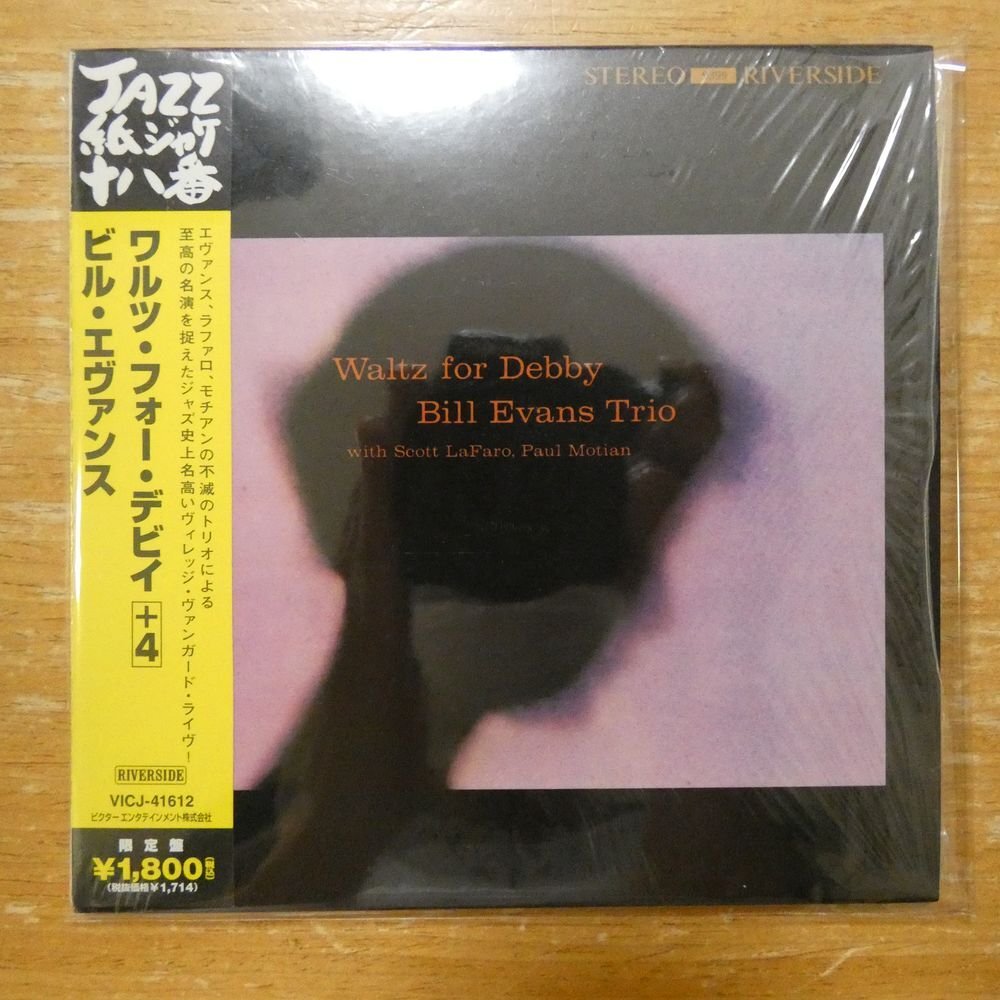 JAZZ
紙ジャケ
十八番
エヴァンス、ラファロ、モチアンの不滅のトリオによる
至高の名演を捉えたジャズ史上名高いヴィレッジ・ヴァンガード・ライヴ!
ワルツ・フォー・デビイ+4
ビル・エヴァンス
RIVERSIDE
VICJ-41612
ビクターエンタテインメント株式会社
限定盤
¥1,800(税込)
(税抜価格¥1,714)
STEREO RIVERSIDE
Waltz for Debby
Bill Evans Trio
with Scott LaFaro, Paul Motian